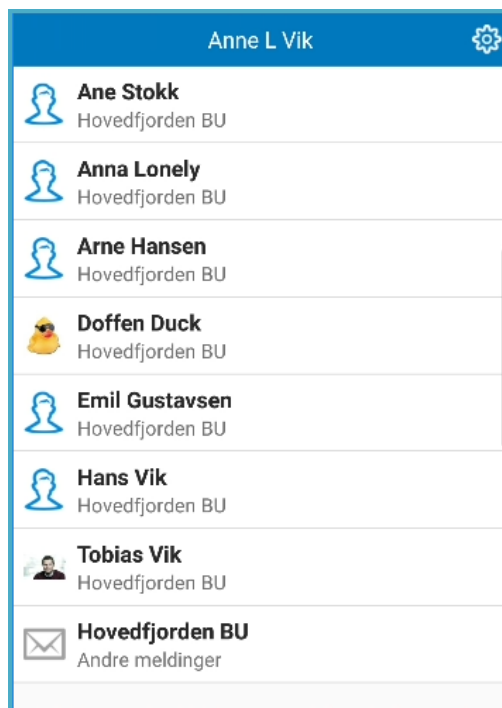 Anne L Vik
Ane Stokk
Hovedfjorden BU
Anna Lonely
Hovedfjorden BU
Arne Hansen
Hovedfjorden BU
Doffen Duck
Hovedfjorden BU
Emil Gustavsen
Hovedfjorden BU
Hans Vik
Hovedfjorden BU
Tobias Vik
Hovedfjorden BU
Hovedfjorden BU
Andre meldinger